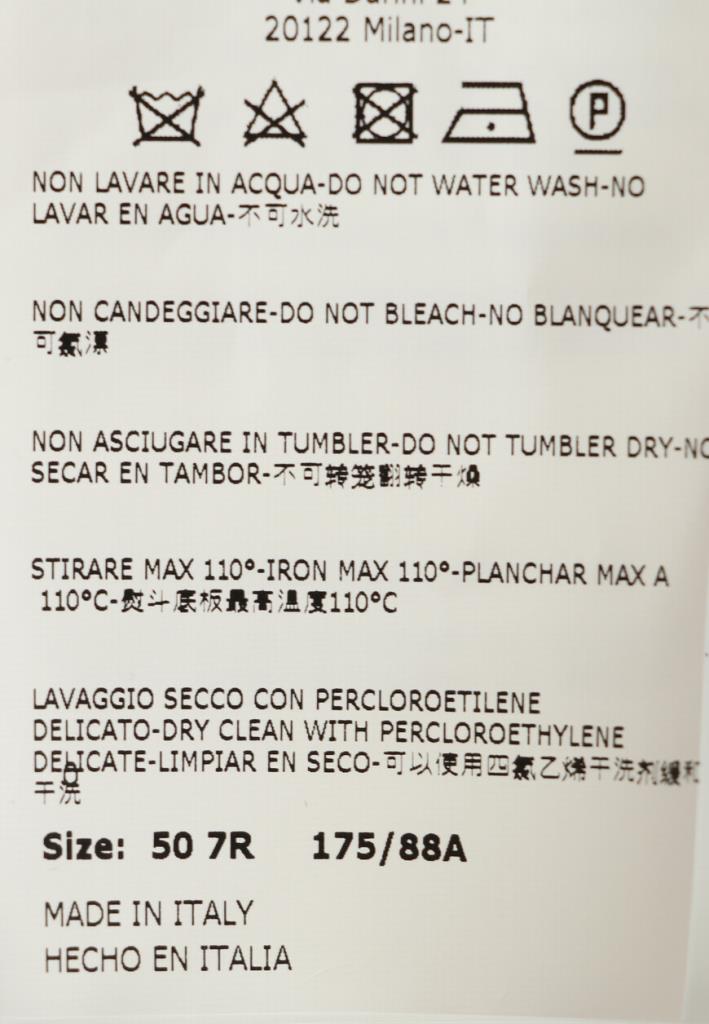 20122 Milano-IT
P
NON LAVARE IN ACQUA-DO NOT WATER WASH-NO
LAVAR EN AGUA-不可水洗
NON CANDEGGIARE-DO NOT BLEACH-NO BLANQUEAR-不
可氯漂
NON ASCIUGARE IN TUMBLER-DO NOT TUMBLER DRY-NO
SECAR EN TAMBOR-不可转笼翻转干燥
STIRARE MAX 110°-IRON MAX 110°-PLANCHAR MAX A
110°C-熨斗底板最高温度110°C
LAVAGGIO SECCO CON PERCLOROETILENE
DELICATO-DRY CLEAN WITH PERCLOROETHYLENE
DELICATE-LIMPIAR EN SECO-可以使用四氯乙烯干洗剂缓和
干洗
Size: 50 7R 175/88A
MADE IN ITALY
HECHO EN ITALIA